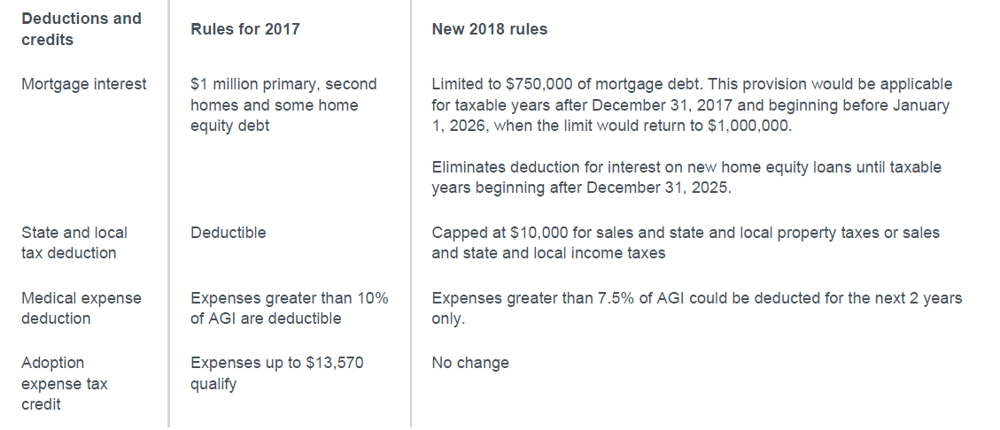 Deductions and
credits
Rules for 2017
New 2018 rules
Mortgage interest
$1 million primary, second
homes and some home
equity debt
Limited to $750,000 of mortgage debt. This provision would be applicable
for taxable years after December 31, 2017 and beginning before January
1, 2026, when the limit would return to $1,000,000.
Eliminates deduction for interest on new home equity loans until taxable
years beginning after December 31, 2025.
State and local
tax deduction
Deductible
Capped at $10,000 for sales and state and local property taxes or sales
and state and local income taxes
Medical expense
deduction
Expenses greater than 10%
of AGI are deductible
Expenses greater than 7.5% of AGI could be deducted for the next 2 years
only.
Adoption
expense tax
credit
Expenses up to $13,570
qualify
No change